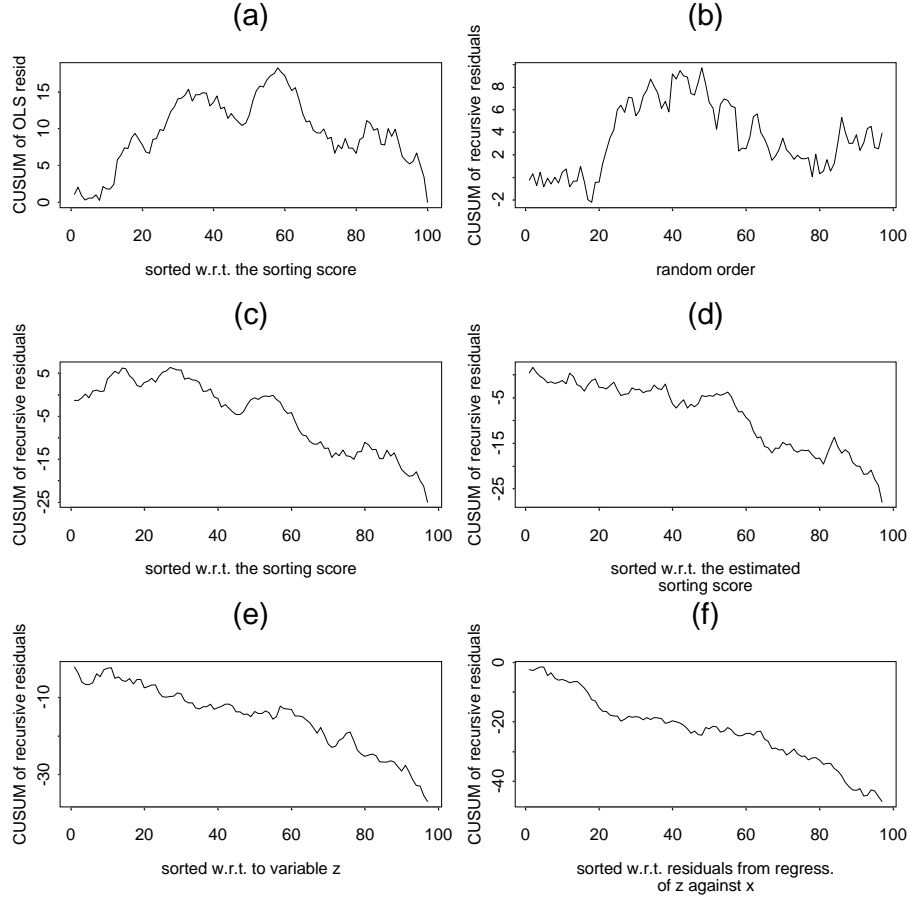 (a)
CUSUM of OLS resid
0 5 10 15
0 20 40 60 80 100
sorted w.r.t. the sorting score
(b)
CUSUM of recursive residuals
-2 2 4 6 8
0 20 40 60 80 100
random order
(c)
CUSUM of recursive residuals
-25 -15 -5 5
0 20 40 60 80 100
sorted w.r.t. the sorting score
(d)
CUSUM of recursive residuals
-25 -15 -5
0 20 40 60 80 100
sorted w.r.t. the estimated
sorting score
(e)
CUSUM of recursive residuals
-30 -10
0 20 40 60 80 100
sorted w.r.t. to variable z
(f)
CUSUM of recursive residuals
-40 -20 0
0 20 40 60 80 100
sorted w.r.t. residuals from regress.
of z against x